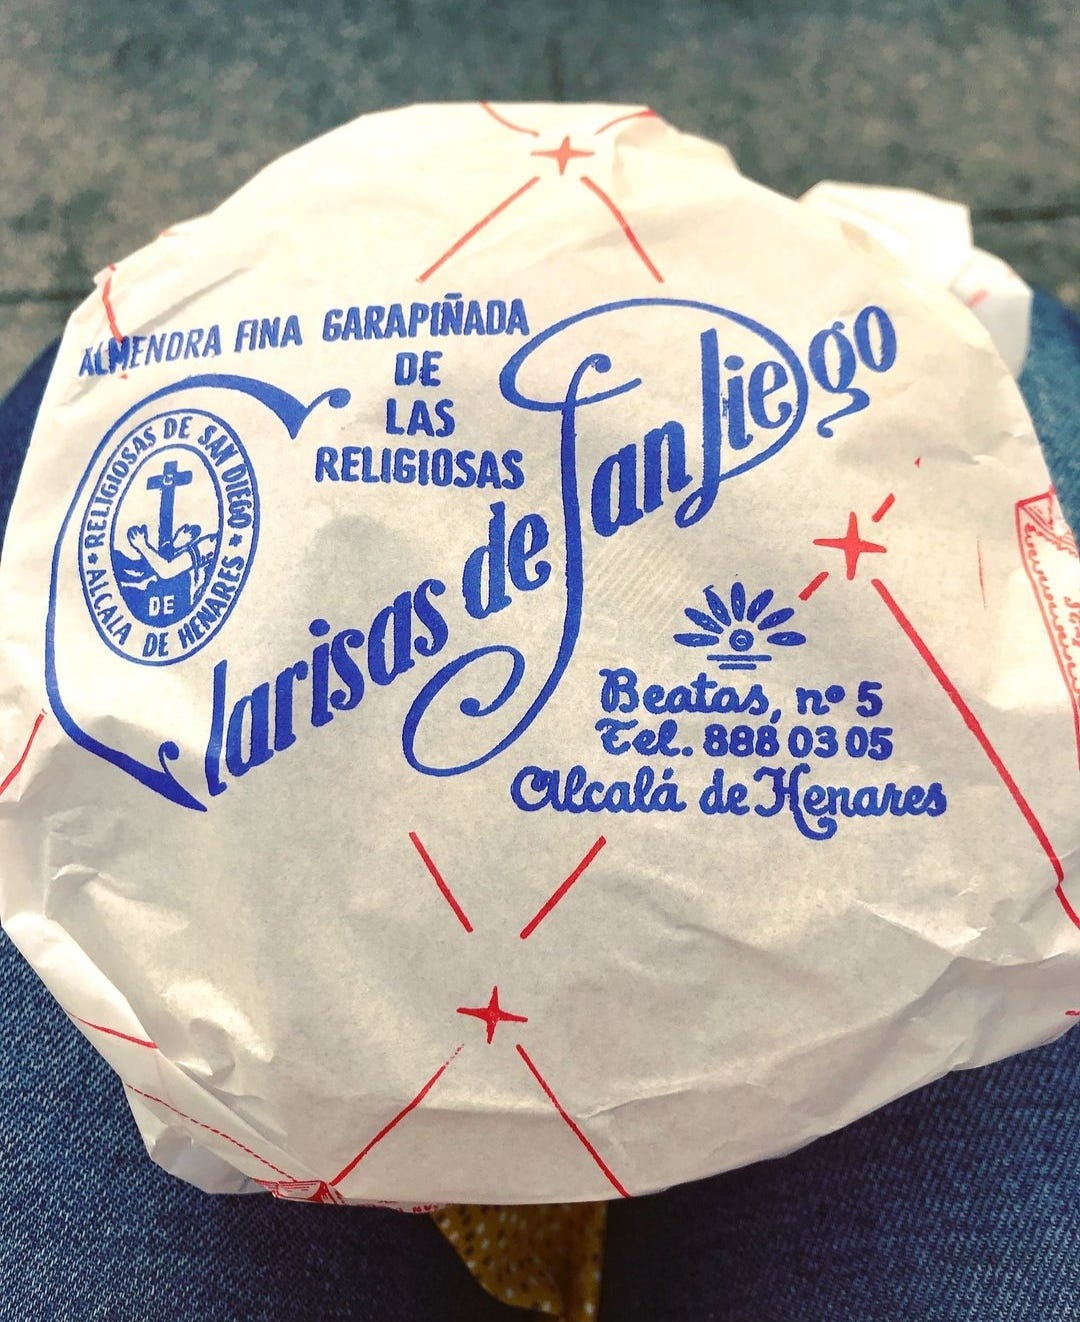 ALMENDRA FINA GARAPIÑADA
DE
LAS
RELIGIOSAS
Clarisas de San Diego
RELIGIOSAS DE SAN DIEGO
DE
ALCALA DE HENARES
Beatas, nº 5
Tel. 888 03 05
Alcalá de Henares